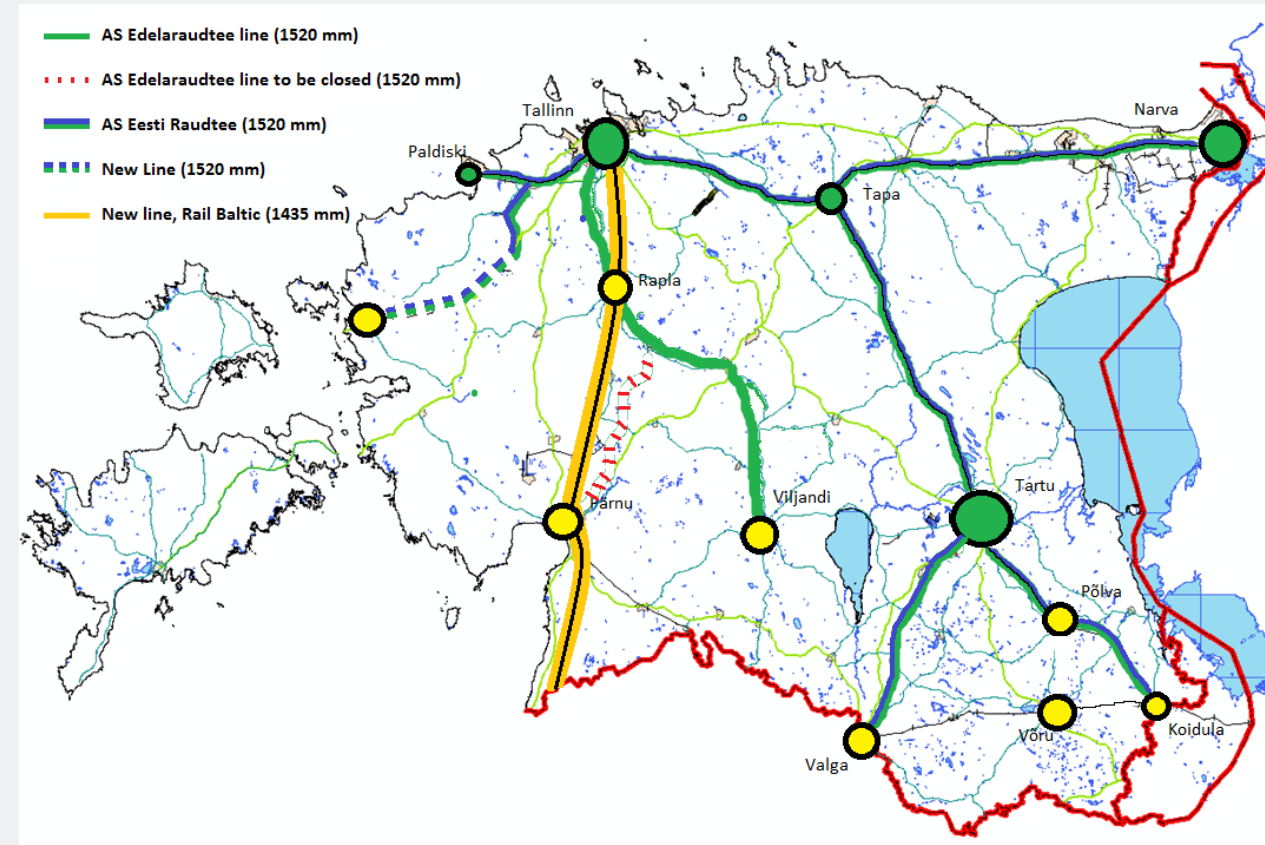 AS Edelaraudtee line (1520 mm)
AS Edelaraudtee line to be closed (1520 mm)
AS Eesti Raudtee (1520 mm)
New Line (1520 mm)
New line, Rail Baltic (1435 mm)
Tallinn
Narva
Paldiski
Tapa
Rapla
Pärnu
Viljandi
Tartu
Põlva
Võru
Koidula
Valga